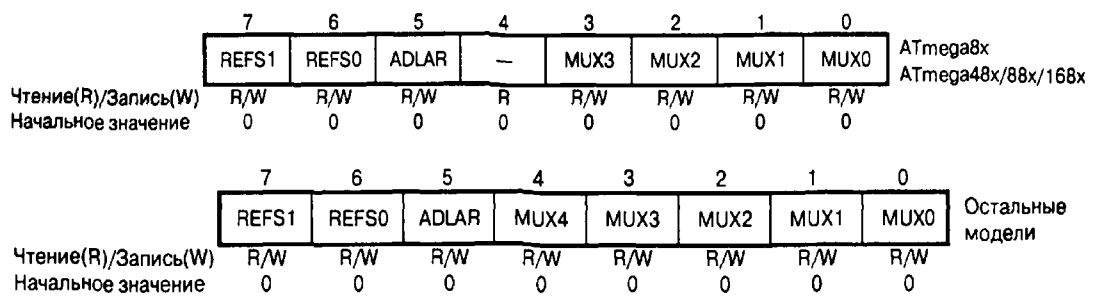 7 6 5 4 3 2 1 0
REFS1 REFS0 ADLAR — MUX3 MUX2 MUX1 MUX0 ATmega8x
ATmega48x/88x/168x
Чтение(R)/Запись(W) R/W R/W R/W R R/W R/W R/W R/W
Начальное значение 0 0 0 0 0 0 0 0
7 6 5 4 3 2 1 0
REFS1 REFS0 ADLAR MUX4 MUX3 MUX2 MUX1 MUX0 Остальные
модели
Чтение(R)/Запись(W) R/W R/W R/W R/W R/W R/W R/W R/W
Начальное значение 0 0 0 0 0 0 0 0